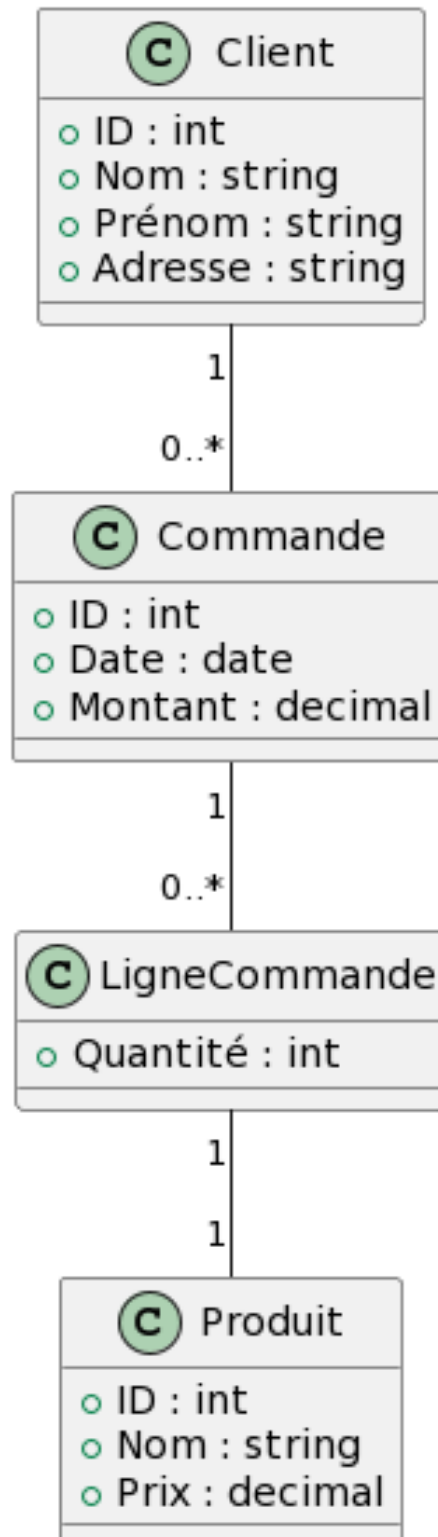 C Client
ID : int
Nom : string
Prénom : string
Adresse : string
1
0..*
C Commande
ID : int
Date : date
Montant : decimal
1
0..*
C LigneCommande
Quantité : int
1
1
C Produit
ID : int
Nom : string
Prix : decimal